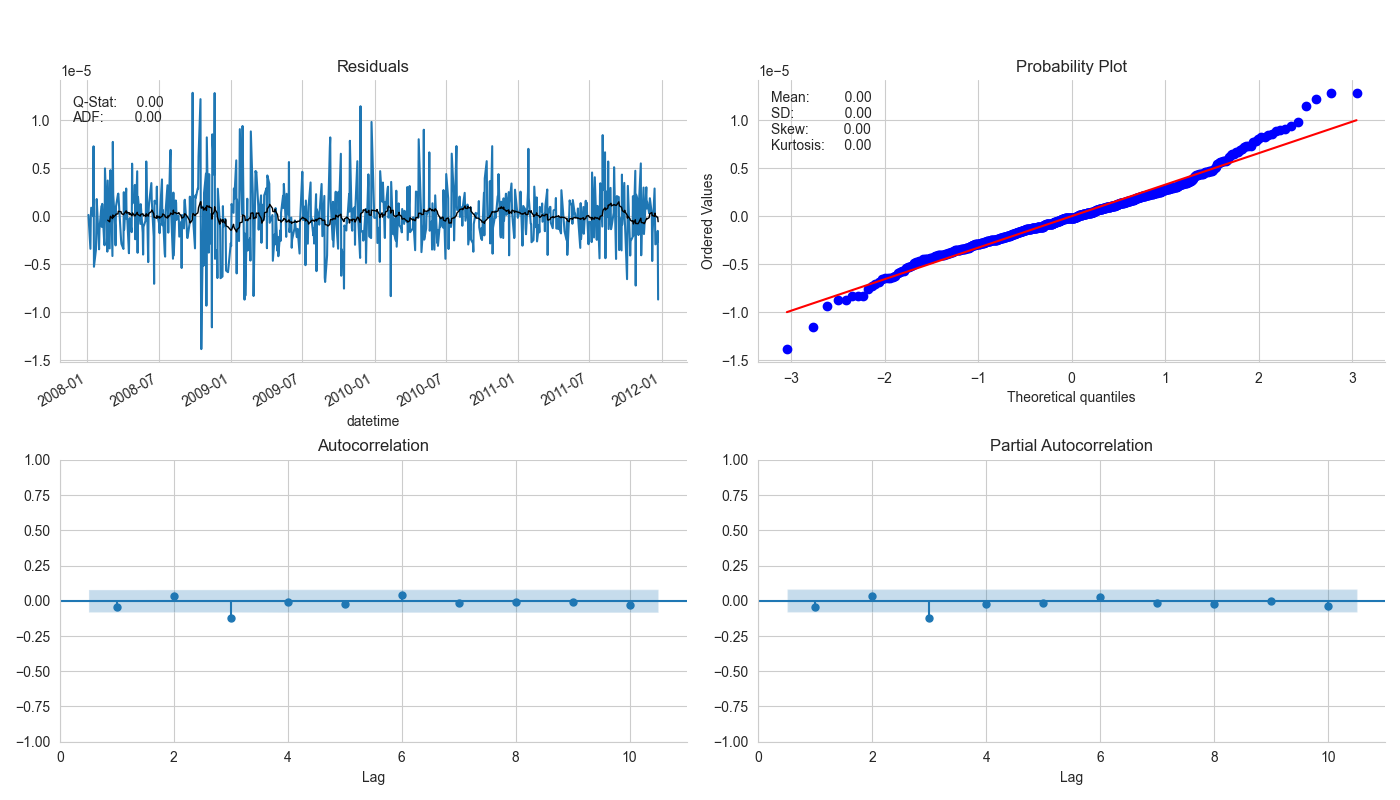 Residuals
1e−5
Q-Stat: 0.00
ADF: 0.00
1.0
0.5
0.0
−0.5
−1.0
−1.5
2008-01 2008-07 2009-01 2009-07 2010-01 2010-07 2011-01 2011-07 2012-01
datetime
Probability Plot
1e−5
Mean: 0.00
SD: 0.00
Skew: 0.00
Kurtosis: 0.00
Ordered Values
1.0
0.5
0.0
−0.5
−1.0
−1.5
−3 −2 −1 0 1 2 3
Theoretical quantiles
Autocorrelation
1.00
0.75
0.50
0.25
0.00
−0.25
−0.50
−0.75
−1.00
0 2 4 6 8 10
Lag
Partial Autocorrelation
1.00
0.75
0.50
0.25
0.00
−0.25
−0.50
−0.75
−1.00
0 2 4 6 8 10
Lag